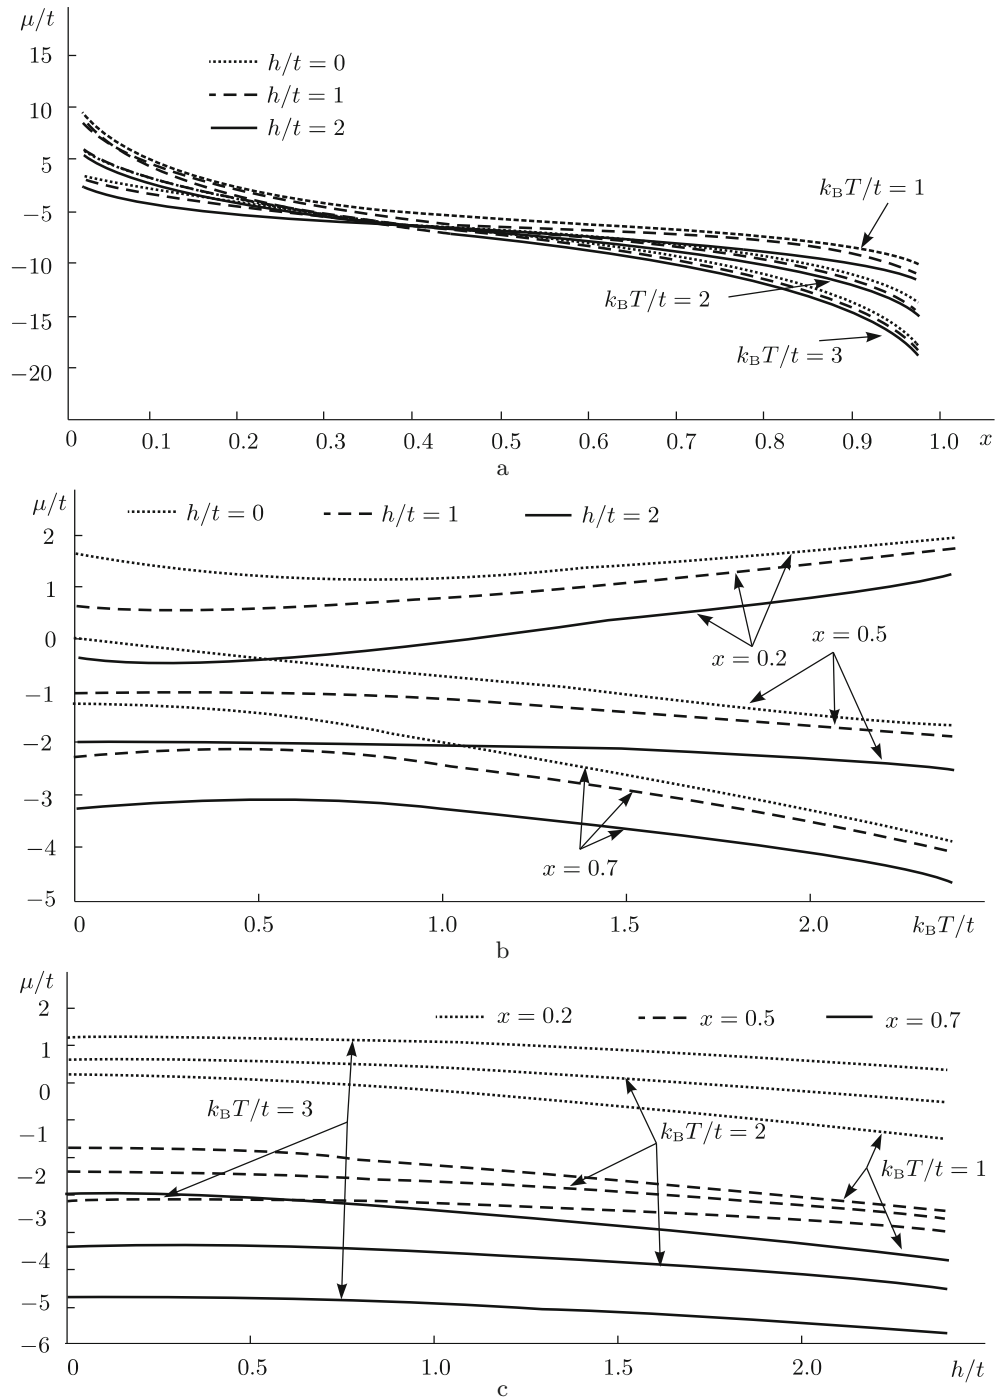 μ/t
15
10
5
−5
−10
−15
−20
h/t = 0
h/t = 1
h/t = 2
k_BT/t = 1
k_BT/t = 2
k_BT/t = 3
0 0.1 0.2 0.3 0.4 0.5 0.6 0.7 0.8 0.9 1.0 x
a
μ/t
h/t = 0 h/t = 1 h/t = 2
2
1
0
−1
−2
−3
−4
−5
x = 0.5
x = 0.2
x = 0.7
0 0.5 1.0 1.5 2.0 k_BT/t
b
μ/t
x = 0.2 x = 0.5 x = 0.7
2
1
0
−1
−2
−3
−4
−5
−6
k_BT/t = 3
k_BT/t = 2
k_BT/t = 1
0 0.5 1.0 1.5 2.0 h/t
c